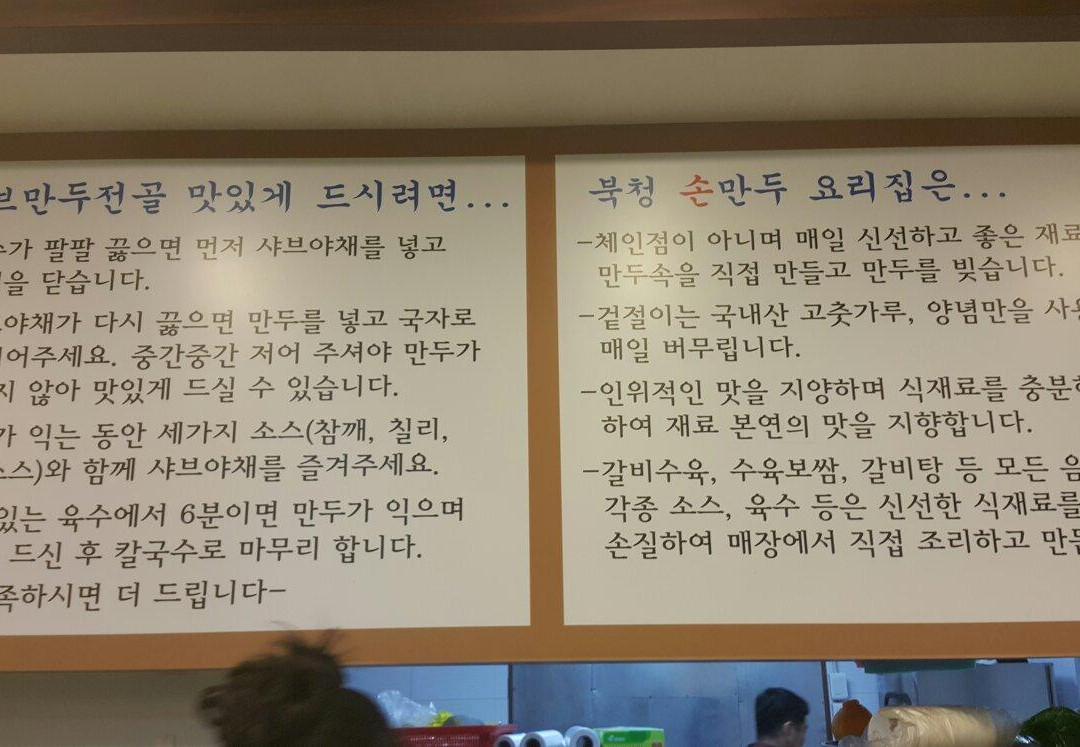 브만두전골 맛있게 드시려면...
수가 팔팔 끓으면 먼저 샤브야채를 넣고
을 닫습니다.
야채가 다시 끓으면 만두를 넣고 국자로
어주세요. 중간중간 저어 주셔야 만두가
지 않아 맛있게 드실 수 있습니다.
가 익는 동안 세가지 소스(참깨, 칠리,
스)와 함께 샤브야채를 즐겨주세요.
있는 육수에서 6분이면 만두가 익으며
드신 후 칼국수로 마무리 합니다.
족하시면 더 드립니다-
북청 손만두 요리집은...
-체인점이 아니며 매일 신선하고 좋은 재료
만두속을 직접 만들고 만두를 빚습니다.
-겉절이는 국내산 고춧가루, 양념만을 사용
매일 버무립니다.
-인위적인 맛을 지양하며 식재료를 충분히
하여 재료 본연의 맛을 지향합니다.
-갈비수육, 수육보쌈, 갈비탕 등 모든 음
각종 소스, 육수 등은 신선한 식재료를
손질하여 매장에서 직접 조리하고 만든